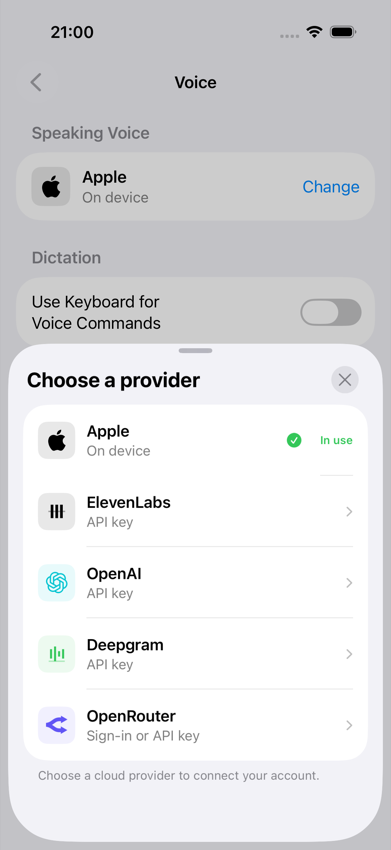 21:00
Voice
Speaking Voice
Apple
On device
Change
Dictation
Use Keyboard for
Voice Commands
Choose a provider
Apple
On device
In use
ElevenLabs
API key
OpenAI
API key
Deepgram
API key
OpenRouter
Sign-in or API key
Choose a cloud provider to connect your account.